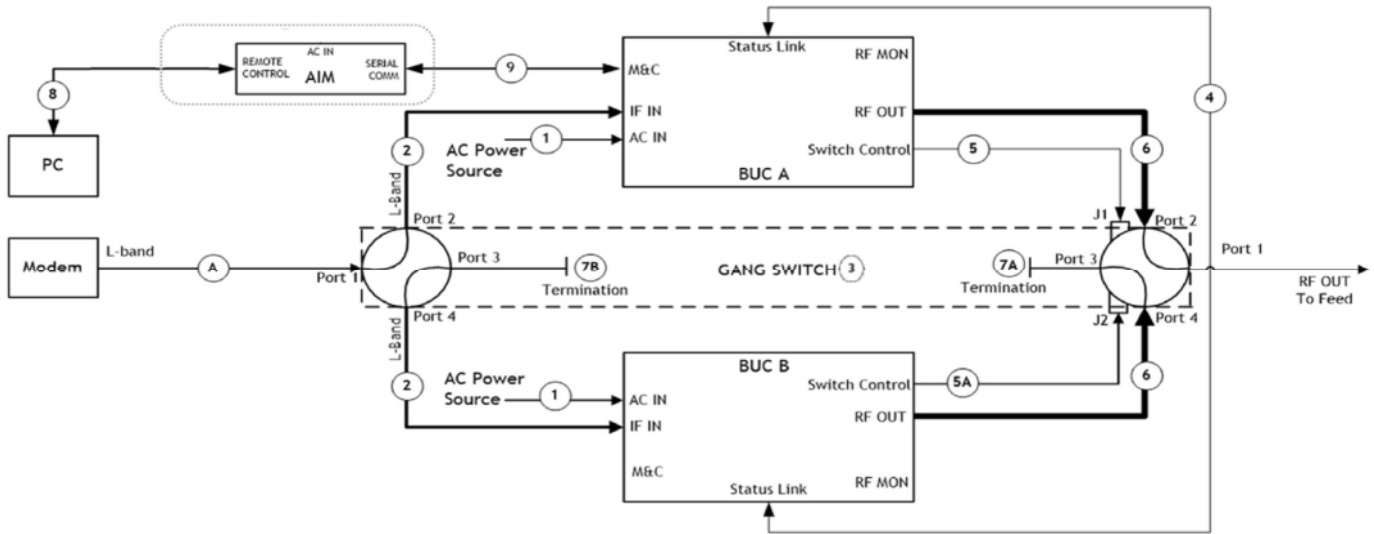 Status Link
RF MON
AC IN
REMOTE
CONTROL
AIM
SERIAL
COMM
9
M&C
8
4
IF IN
RF OUT
1
AC IN
PC
2
AC Power
Source
Switch Control
5
6
BUC A
L-Band
Port 2
J1
Port 2
Modem
L-band
A
Port 1
Port 3
7B
Termination
GANG SWITCH 3
7A
Termination
Port 3
Port 1
RF OUT
To Feed
Port 4
J2
Port 4
L-Band
BUC B
2
AC Power
Source
1
AC IN
Switch Control
5A
6
IF IN
RF OUT
M&C
RF MON
Status Link